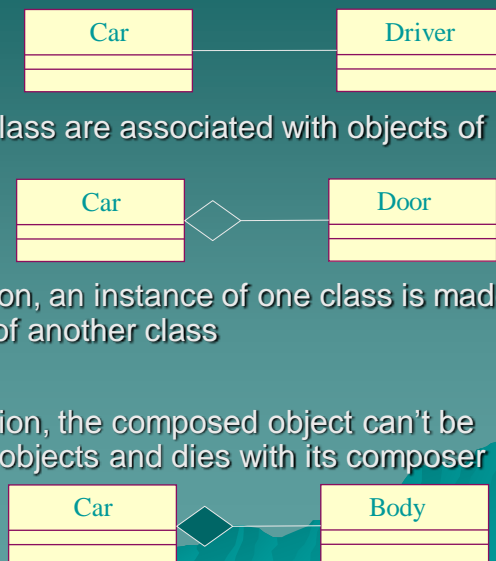 Car Driver
lass are associated with objects of
Car Door
on, an instance of one class is mad
of another class
ion, the composed object can't be
objects and dies with its composer
Car Body